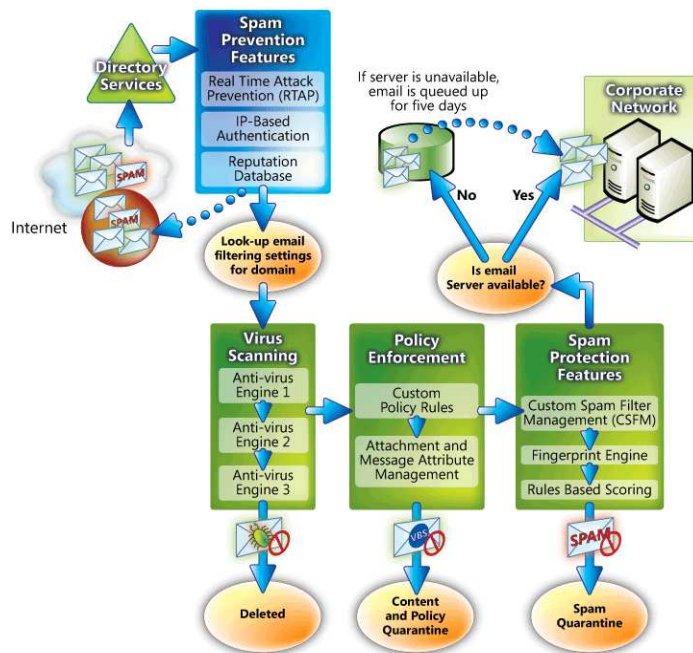 Spam
Prevention
Features
Directory
Services
Real Time Attack
Prevention (RTAP)
IP-Based
Authentication
Reputation
Database
SPAM
SPAM
Internet
If server is unavailable,
email is queued up
for five days
Corporate
Network
No
Yes
Look-up email
filtering settings
for domain
Is email
Server available?
Virus
Scanning
Anti-virus
Engine 1
Anti-virus
Engine 2
Anti-virus
Engine 3
Policy
Enforcement
Custom
Policy Rules
Attachment and
Message Attribute
Management
Spam
Protection
Features
Custom Spam Filter
Management (CSFM)
Fingerprint Engine
Rules Based Scoring
VBS
SPAM
Deleted
Content
and Policy
Quarantine
Spam
Quarantine